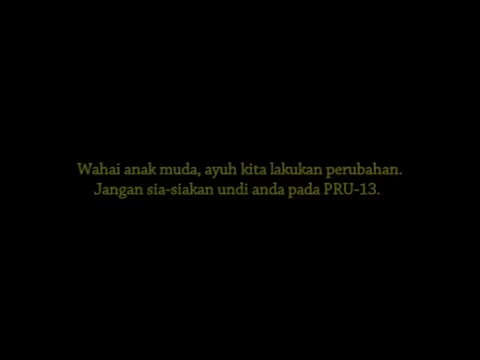 Wahai anak muda, ayuh kita lakukan perubahan.
Jangan sia-siakan undi anda pada PRU-13.